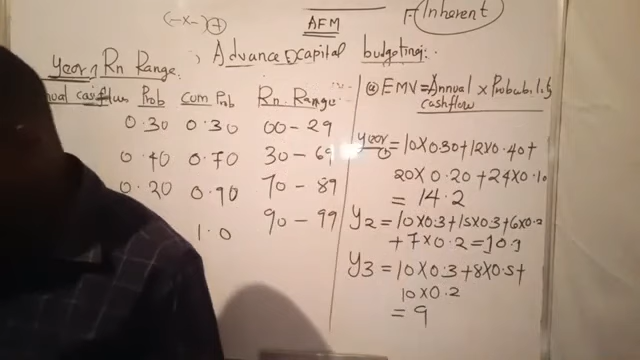 (-x-)+
AFM
F-Inherent
Year 1 Rn Range ; Advance capital budgeting:
Prob Cum Prob Rn. Range
0.30 0.30 00-29
0.40 0.70 30-69
0.20 0.90 70-89
1.0 90-99
@EMV=Annual x Probability
cashflow
year = 10x0.30+12x0.40+
20x0.20+24x0.10
= 14.2
Y2 = 10x0.3+15x0.3+6x0.2
+7x0.2=10.1
Y3 = 10x0.3+8x0.5+
10x0.2
= 9